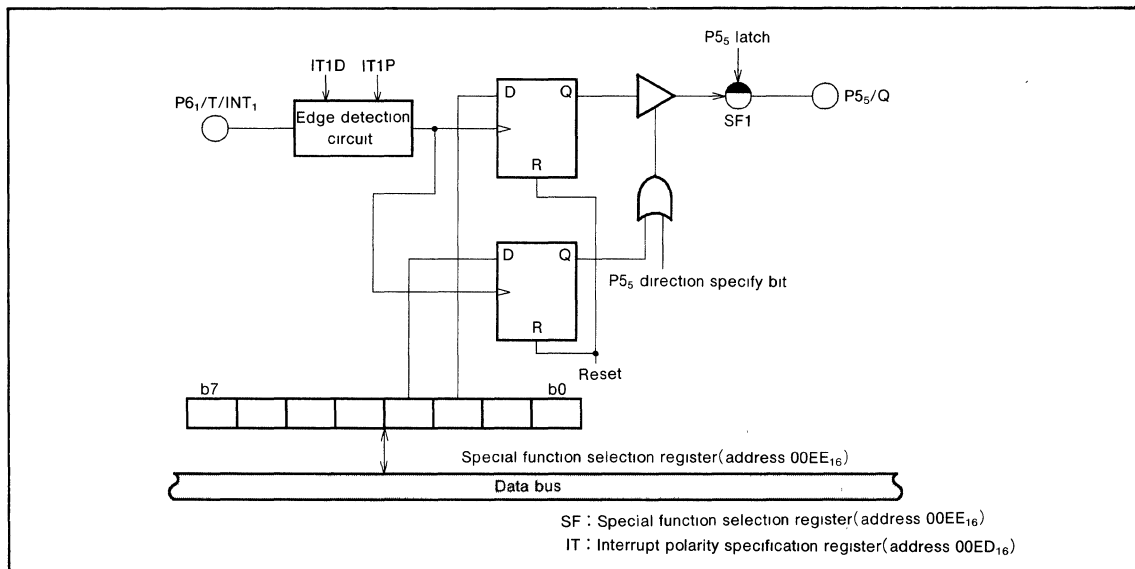 P5₅ latch
IT1D IT1P
P6₁/T/INT₁
Edge detection
circuit
D Q
R
SF1
P5₅/Q
D Q
R
P5₅ direction specify bit
Reset
b7 b0
Special function selection register(address 00EE₁₆)
Data bus
SF : Special function selection register(address 00EE₁₆)
IT : Interrupt polarity specification register(address 00ED₁₆)